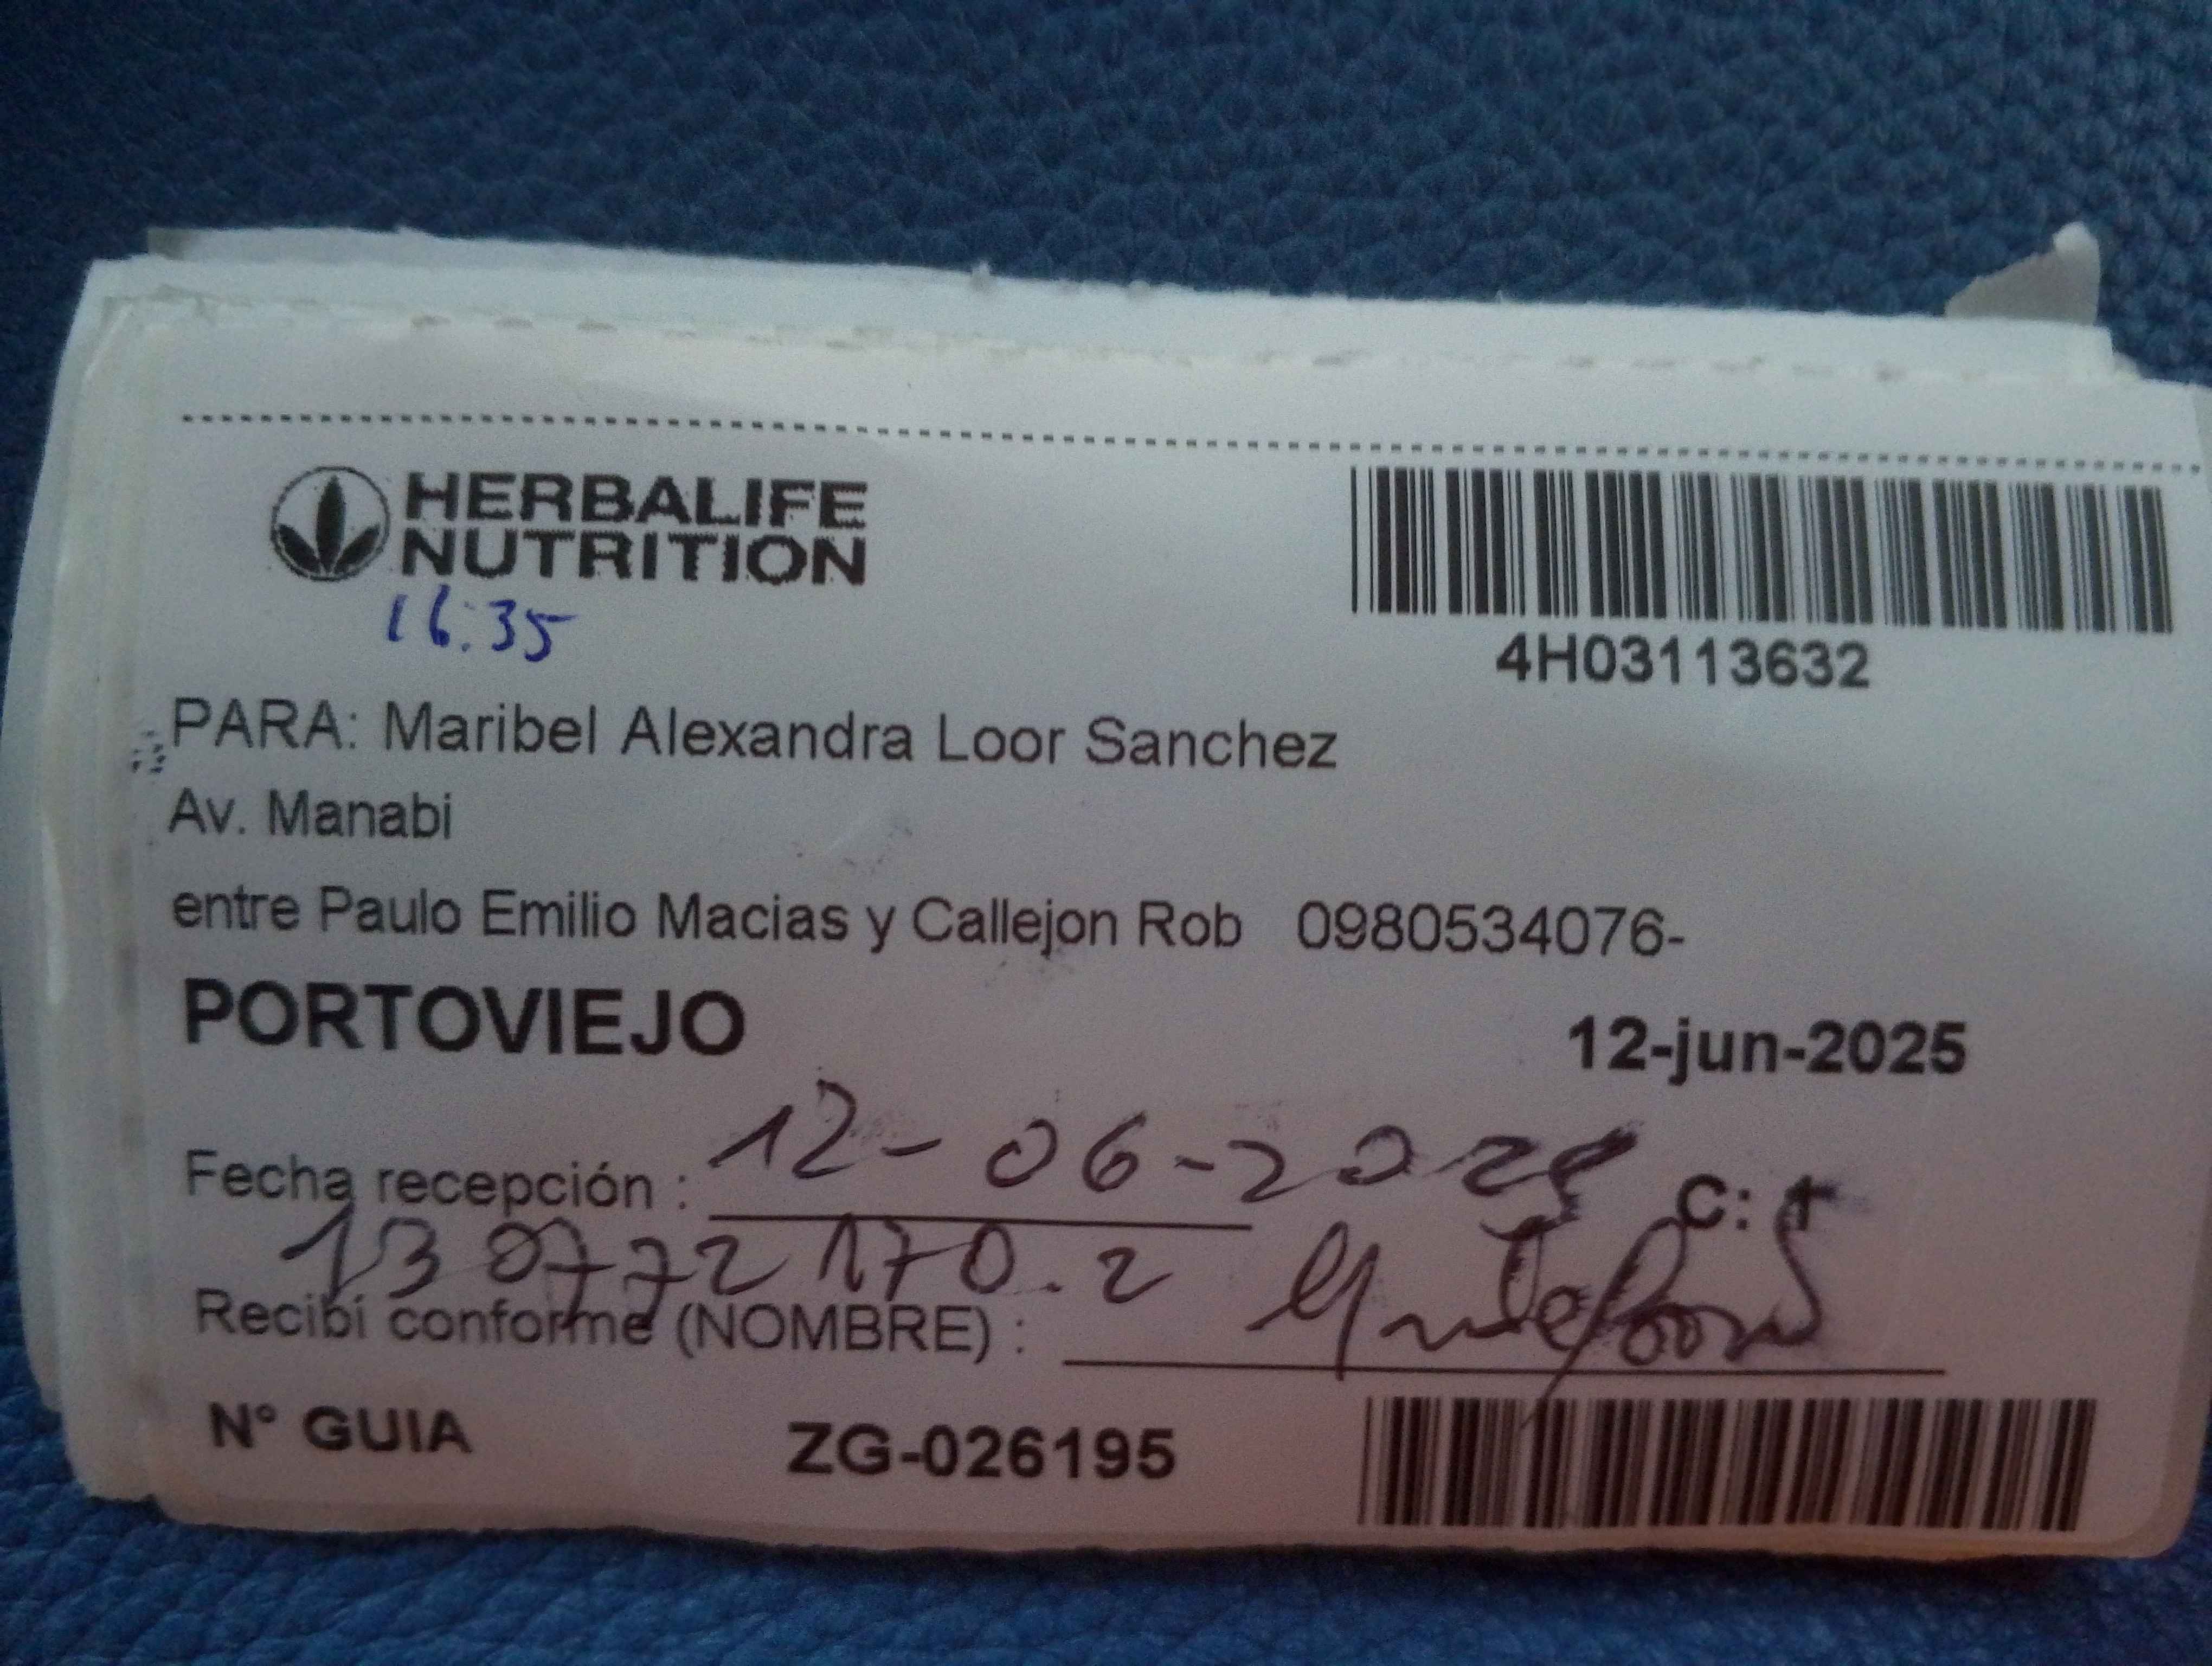 HERBALIFE
NUTRITION
16:35
4H03113632
PARA: Maribel Alexandra Loor Sanchez
Av. Manabi
entre Paulo Emilio Macias y Callejon Rob 0980534076-
PORTOVIEJO 12-jun-2025
Fecha recepción : 12-06-2025 C: 1
130772170.2
Recibí conforme (NOMBRE) :
N° GUIA ZG-026195